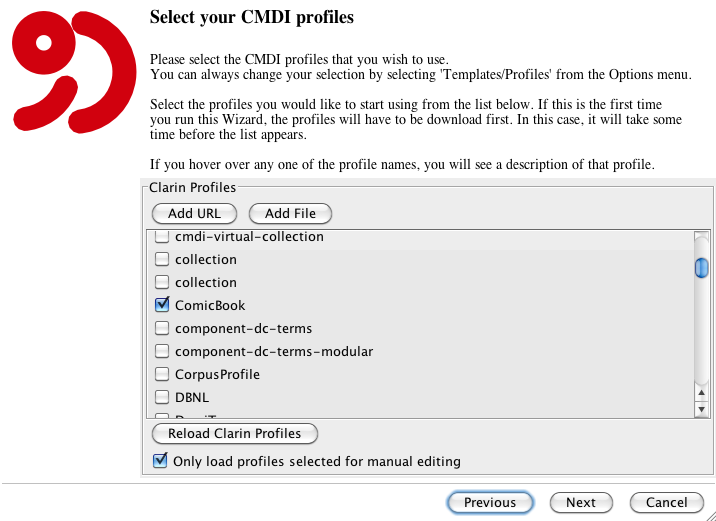 Select your CMDI profiles
Please select the CMDI profiles that you wish to use.
You can always change your selection by selecting 'Templates/Profiles' from the Options menu.
Select the profiles you would like to start using from the list below. If this is the first time
you run this Wizard, the profiles will have to be download first. In this case, it will take some
time before the list appears.
If you hover over any one of the profile names, you will see a description of that profile.
Clarin Profiles
Add URL Add File
cmdi-virtual-collection
collection
collection
ComicBook
component-dc-terms
component-dc-terms-modular
CorpusProfile
DBNL
Reload Clarin Profiles
Only load profiles selected for manual editing
Previous Next Cancel